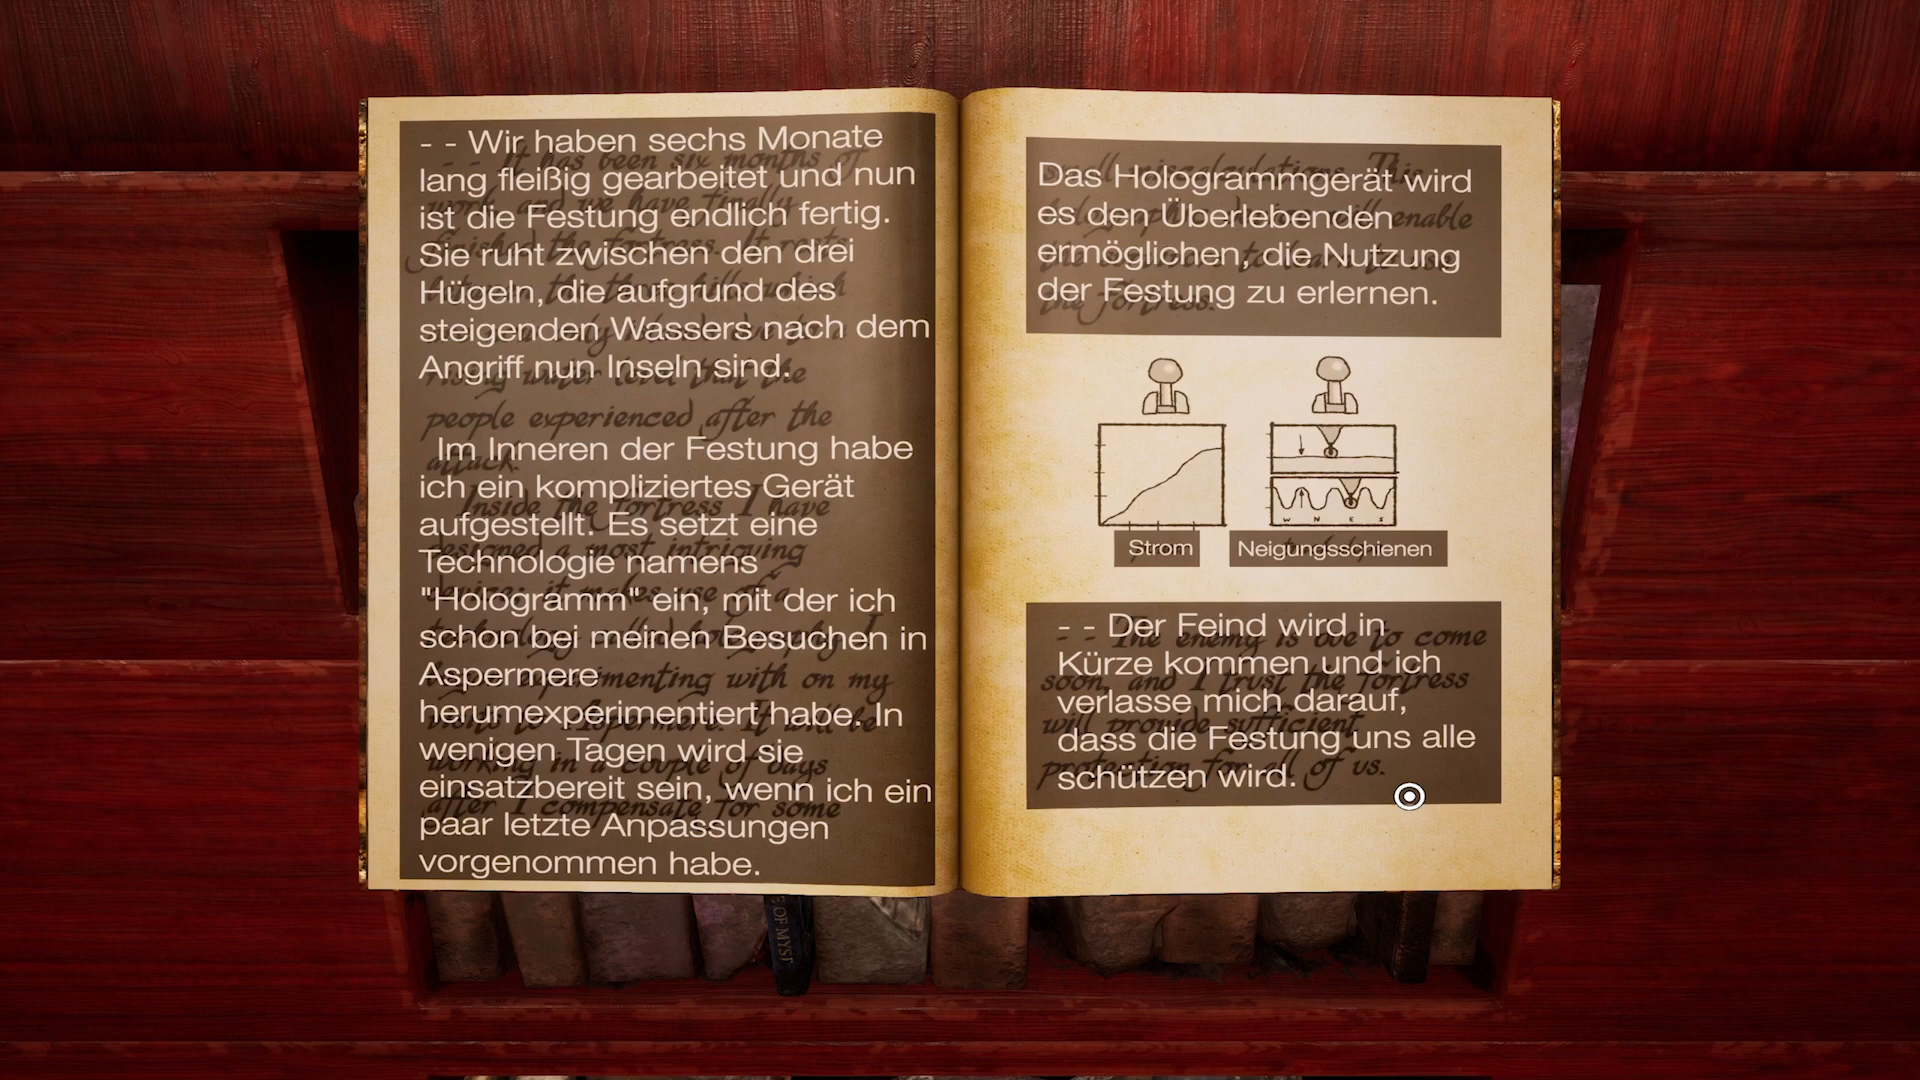 - - Wir haben sechs Monate
lang fleißig gearbeitet und nun
ist die Festung endlich fertig.
Sie ruht zwischen den drei
Hügeln, die aufgrund des
steigenden Wassers nach dem
Angriff nun Inseln sind.
Im Inneren der Festung habe
ich ein kompliziertes Gerät
aufgestellt. Es setzt eine
Technologie namens
"Hologramm" ein, mit der ich
schon bei meinen Besuchen in
Aspermere
herumexperimentiert habe. In
wenigen Tagen wird sie
einsatzbereit sein, wenn ich ein
paar letzte Anpassungen
vorgenommen habe.
Das Hologrammgerät wird
es den Überlebenden
ermöglichen, die Nutzung
der Festung zu erlernen.
W N E S
Strom
Neigungsschienen
- - Der Feind wird in
Kürze kommen und ich
verlasse mich darauf,
dass die Festung uns alle
schützen wird.
OF MYST